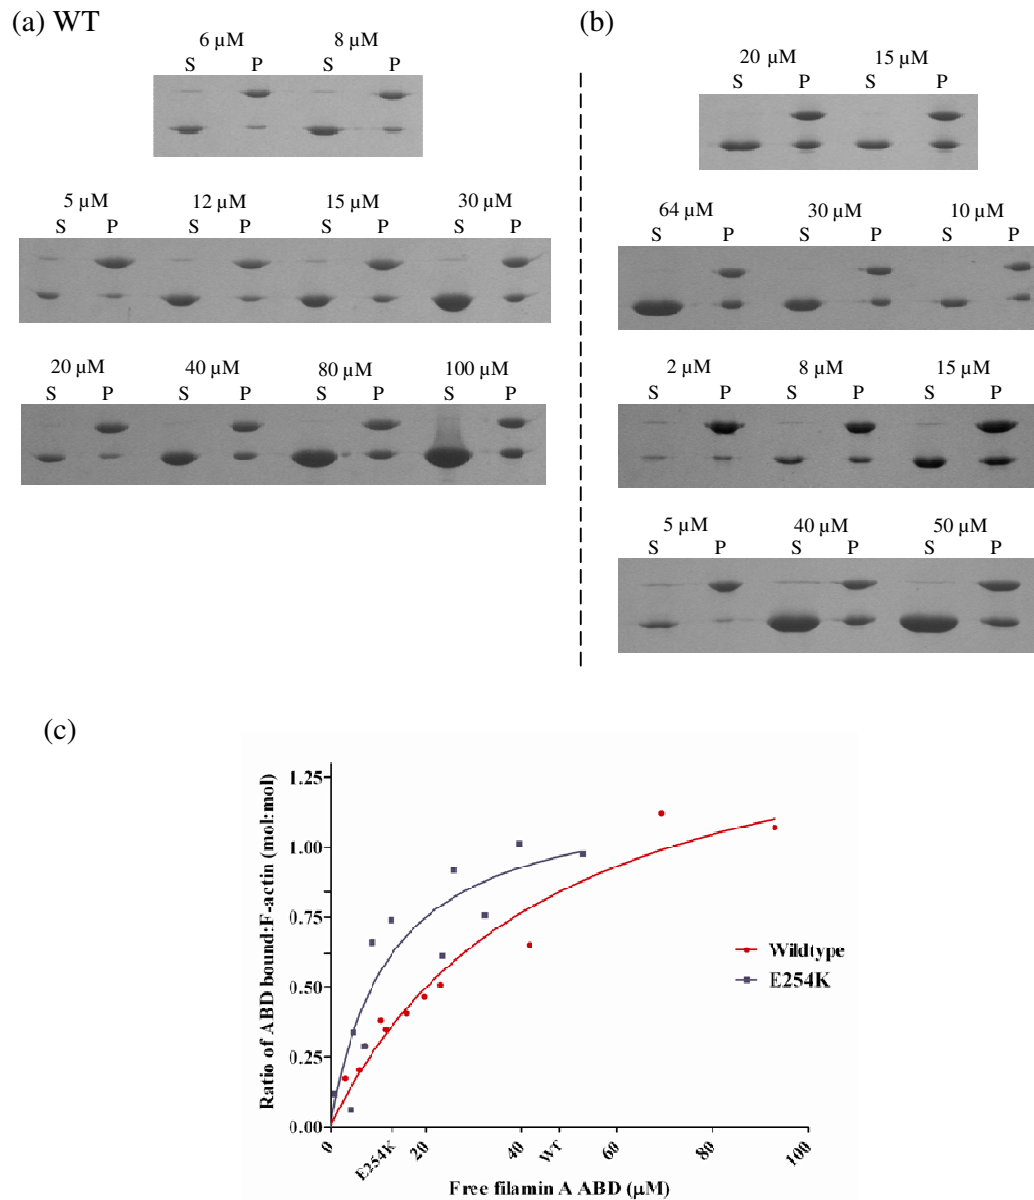 (a) WT
6 µM 8 µM
S P S P
5 µM 12 µM 15 µM 30 µM
S P S P S P S P
20 µM 40 µM 80 µM 100 µM
S P S P S P S P
(b)
20 µM 15 µM
S P S P
64 µM 30 µM 10 µM
S P S P S P
2 µM 8 µM 15 µM
S P S P S P
5 µM 40 µM 50 µM
S P S P S P
(c)
Ratio of ABD bound:F-actin (mol:mol)
1.25
1.00
0.75
0.50
0.25
0.00
Wildtype
E254K
0 E254K 20 40 WT 60 80 100
Free filamin A ABD (µM)